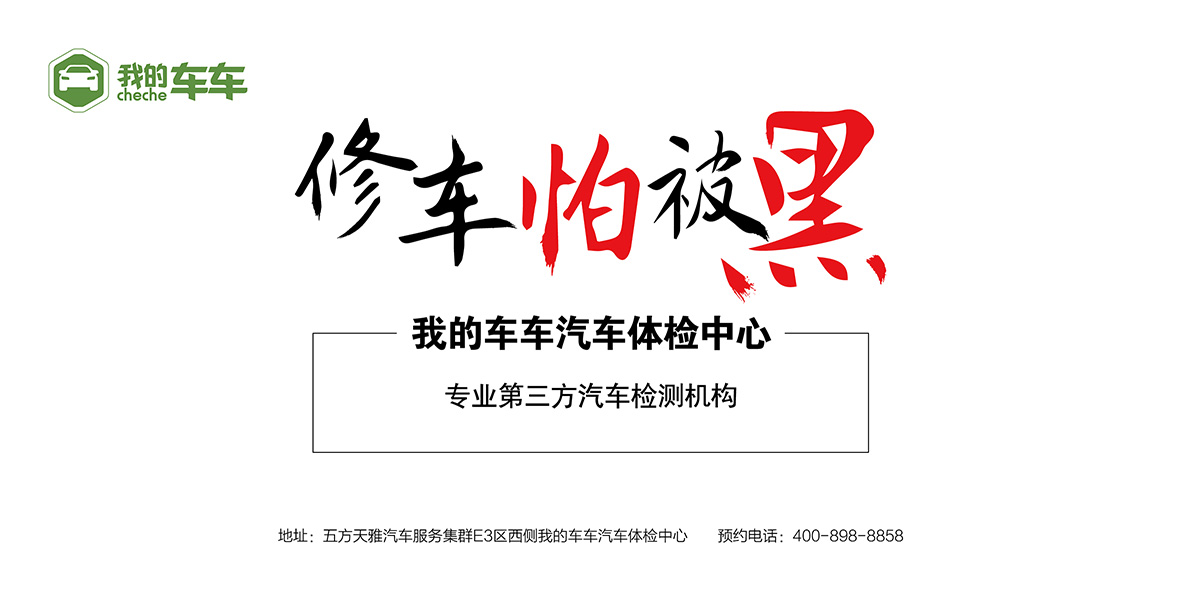 我的车车
cheche
修车怕被黑
我的车车汽车体检中心
专业第三方汽车检测机构
地址：五方天雅汽车服务集群E3区西侧我的车车汽车体检中心 预约电话：400-898-8858